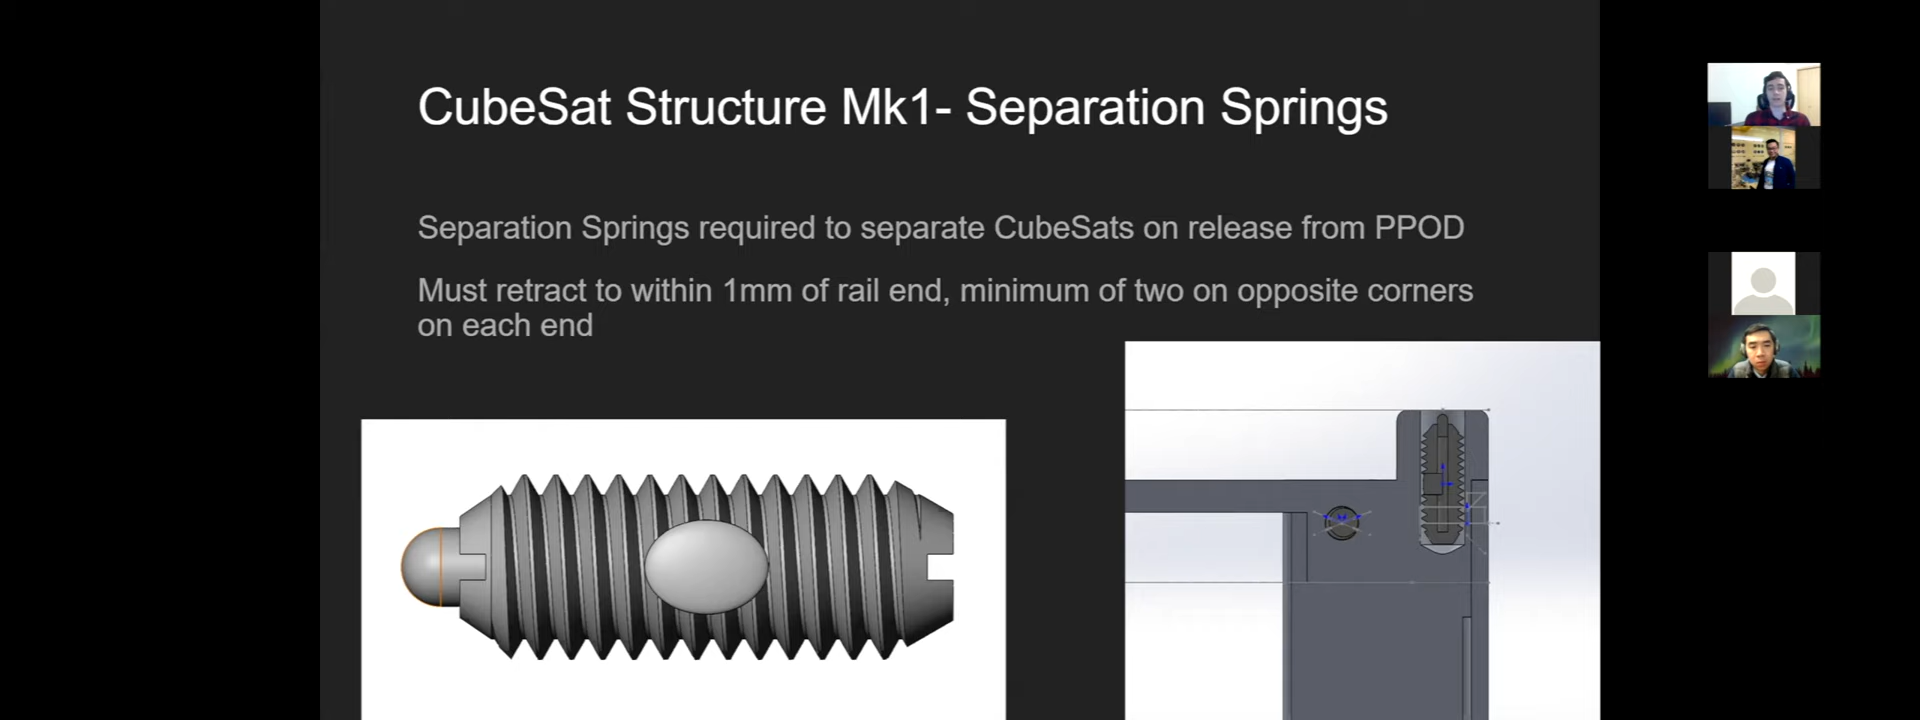 CubeSat Structure Mk1- Separation Springs
Separation Springs required to separate CubeSats on release from PPOD
Must retract to within 1mm of rail end, minimum of two on opposite corners
on each end